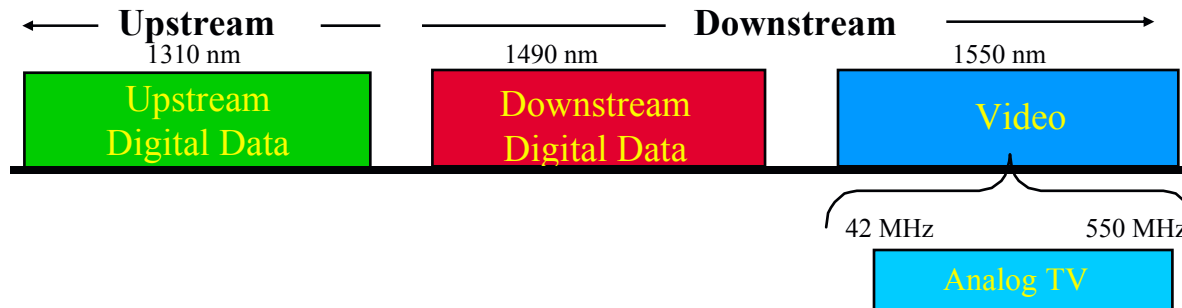 Upstream
Downstream
1310 nm
1490 nm
1550 nm
Upstream
Digital Data
Downstream
Digital Data
Video
42 MHz
550 MHz
Analog TV